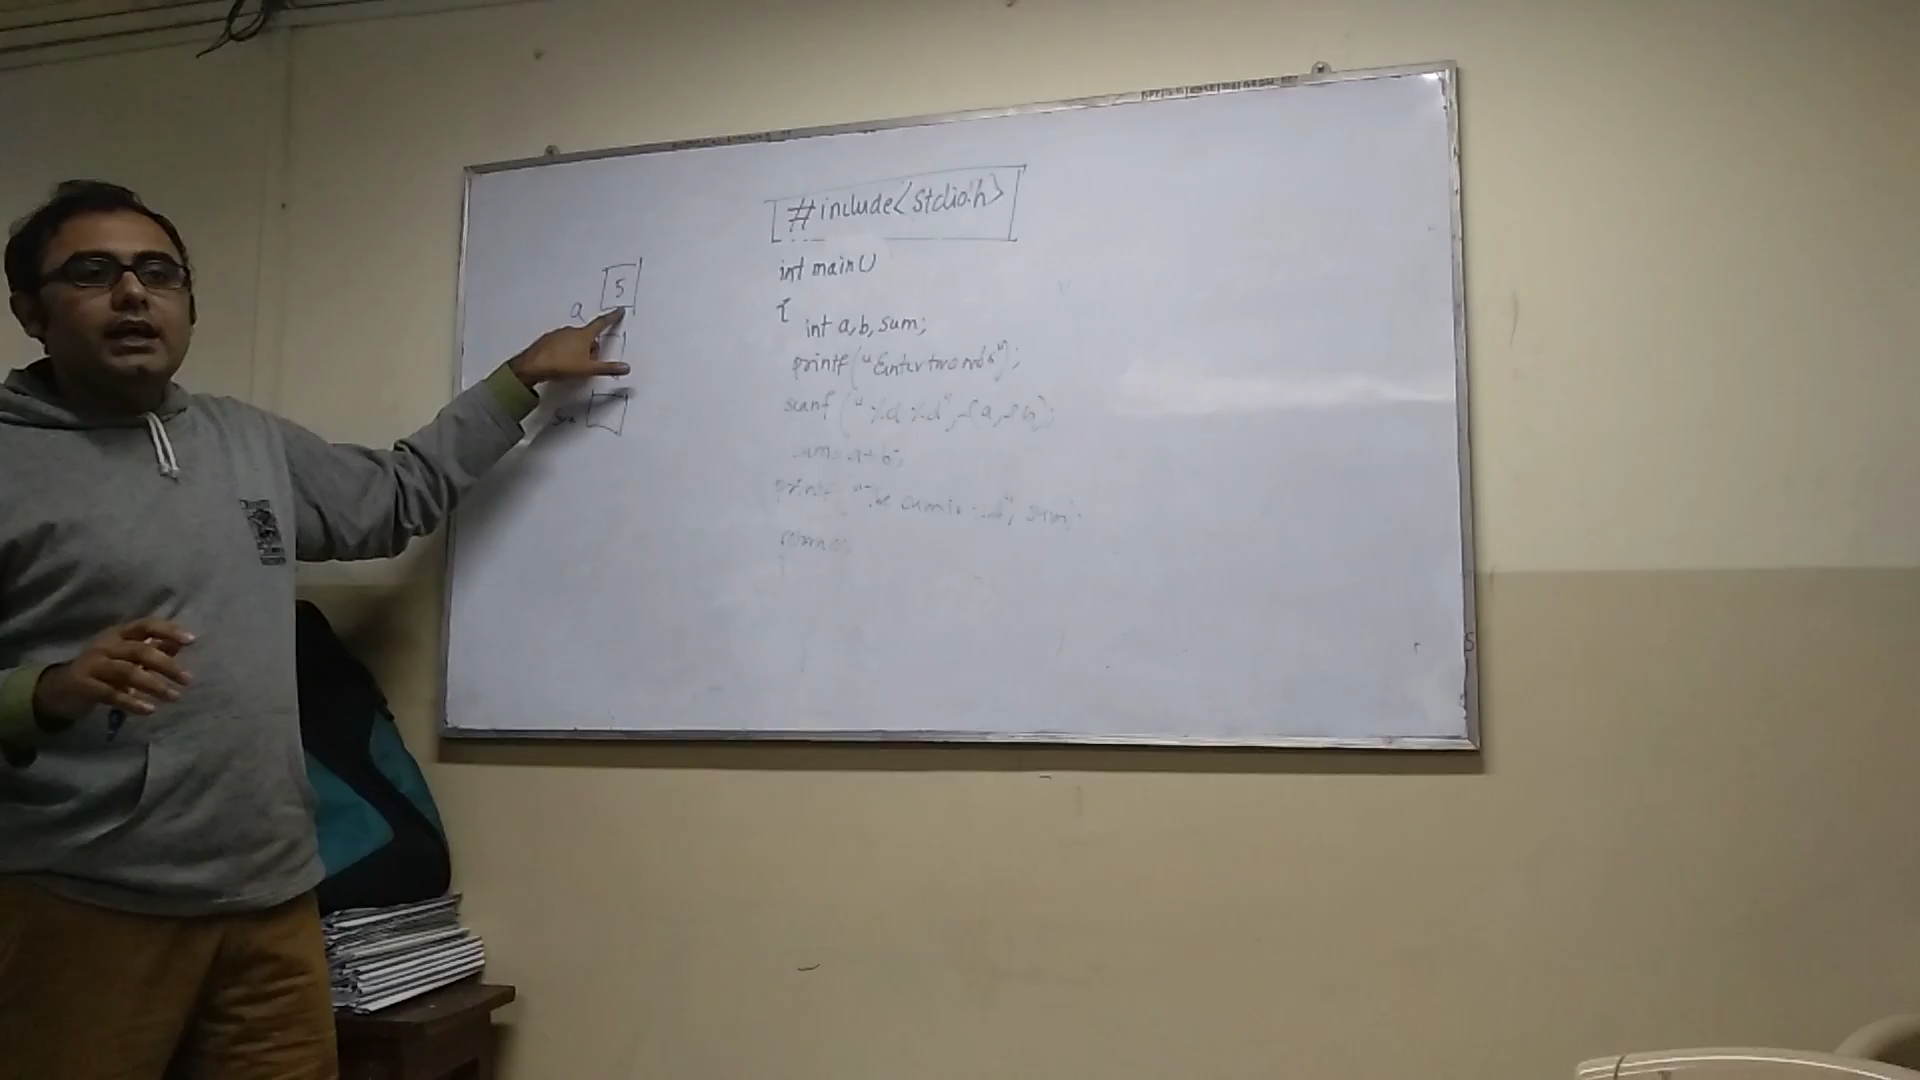 #include<stdio.h>
int main()
{
int a, b, sum;
printf("Enter two nos");
scanf("%d %d", &a, &b);
sum = a+b;
printf("The sum is %d", sum);
return 0;
5
a
sum